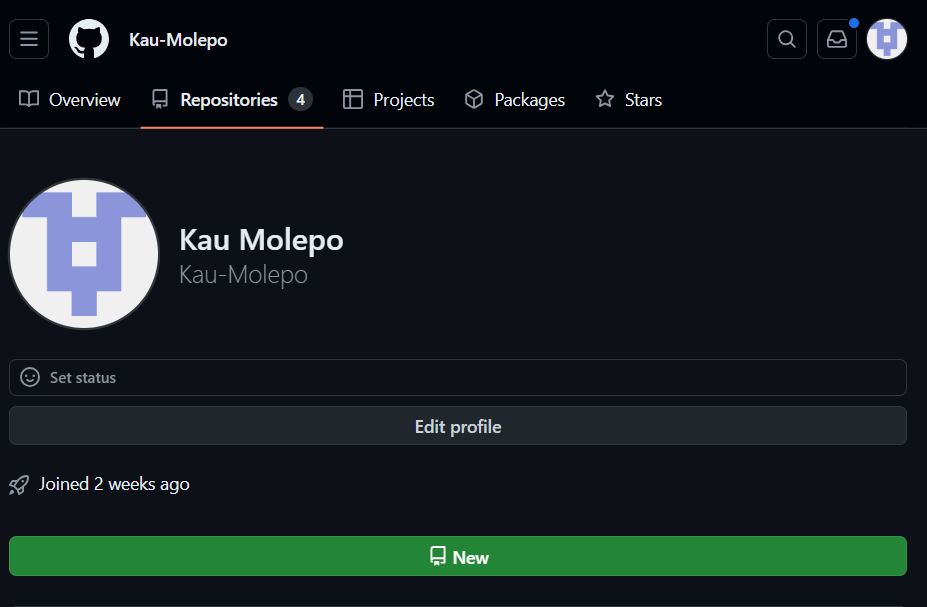 Kau-Molepo
Overview Repositories 4 Projects Packages Stars
Kau Molepo
Kau-Molepo
Set status
Edit profile
Joined 2 weeks ago
New